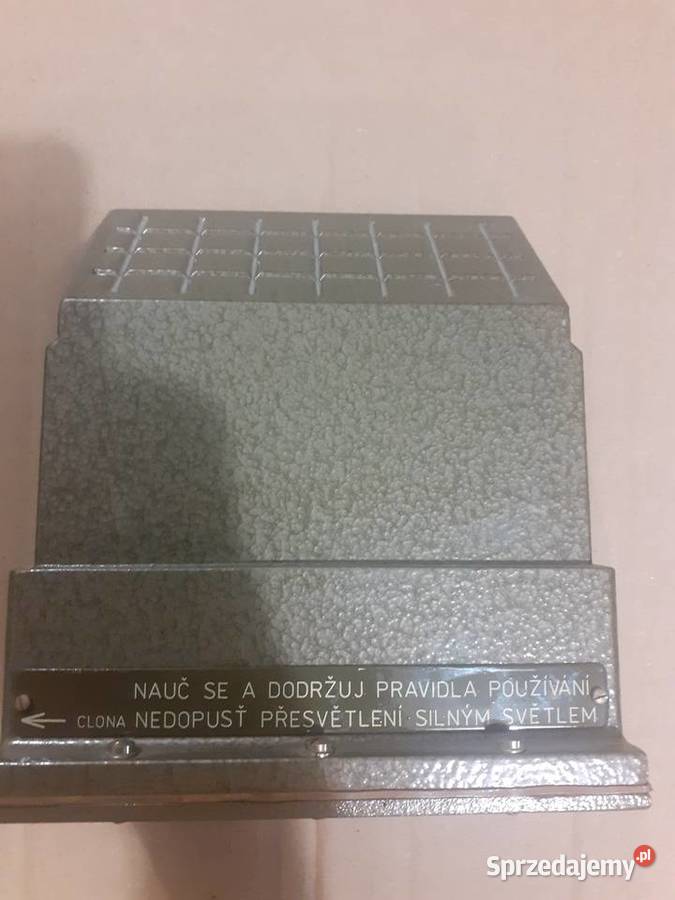 NAUČ SE A DODRŽUJ PRAVIDLA POUŽÍVÁNÍ
← CLONA NEDOPUSŤ PŘESVĚTLENÍ SILNÝM SVĚTLEM
Sprzedajemy.pl